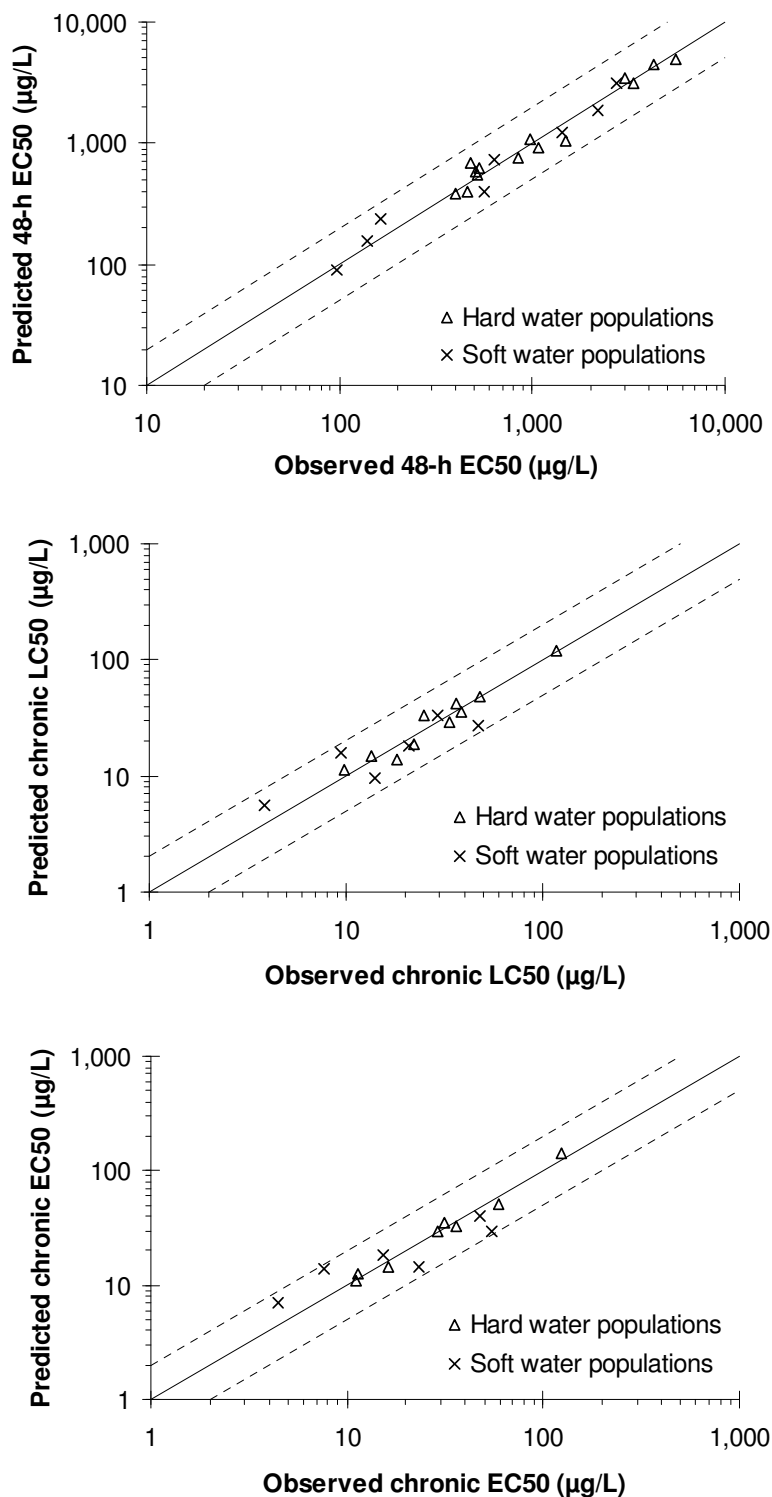 10,000
1,000
100
10
Predicted 48-h EC50 (µg/L)
Hard water populations
Soft water populations
10
100
1,000
10,000
Observed 48-h EC50 (µg/L)
1,000
100
10
1
Predicted chronic LC50 (µg/L)
Hard water populations
Soft water populations
1
10
100
1,000
Observed chronic LC50 (µg/L)
1,000
100
10
1
Predicted chronic EC50 (µg/L)
Hard water populations
Soft water populations
1
10
100
1,000
Observed chronic EC50 (µg/L)